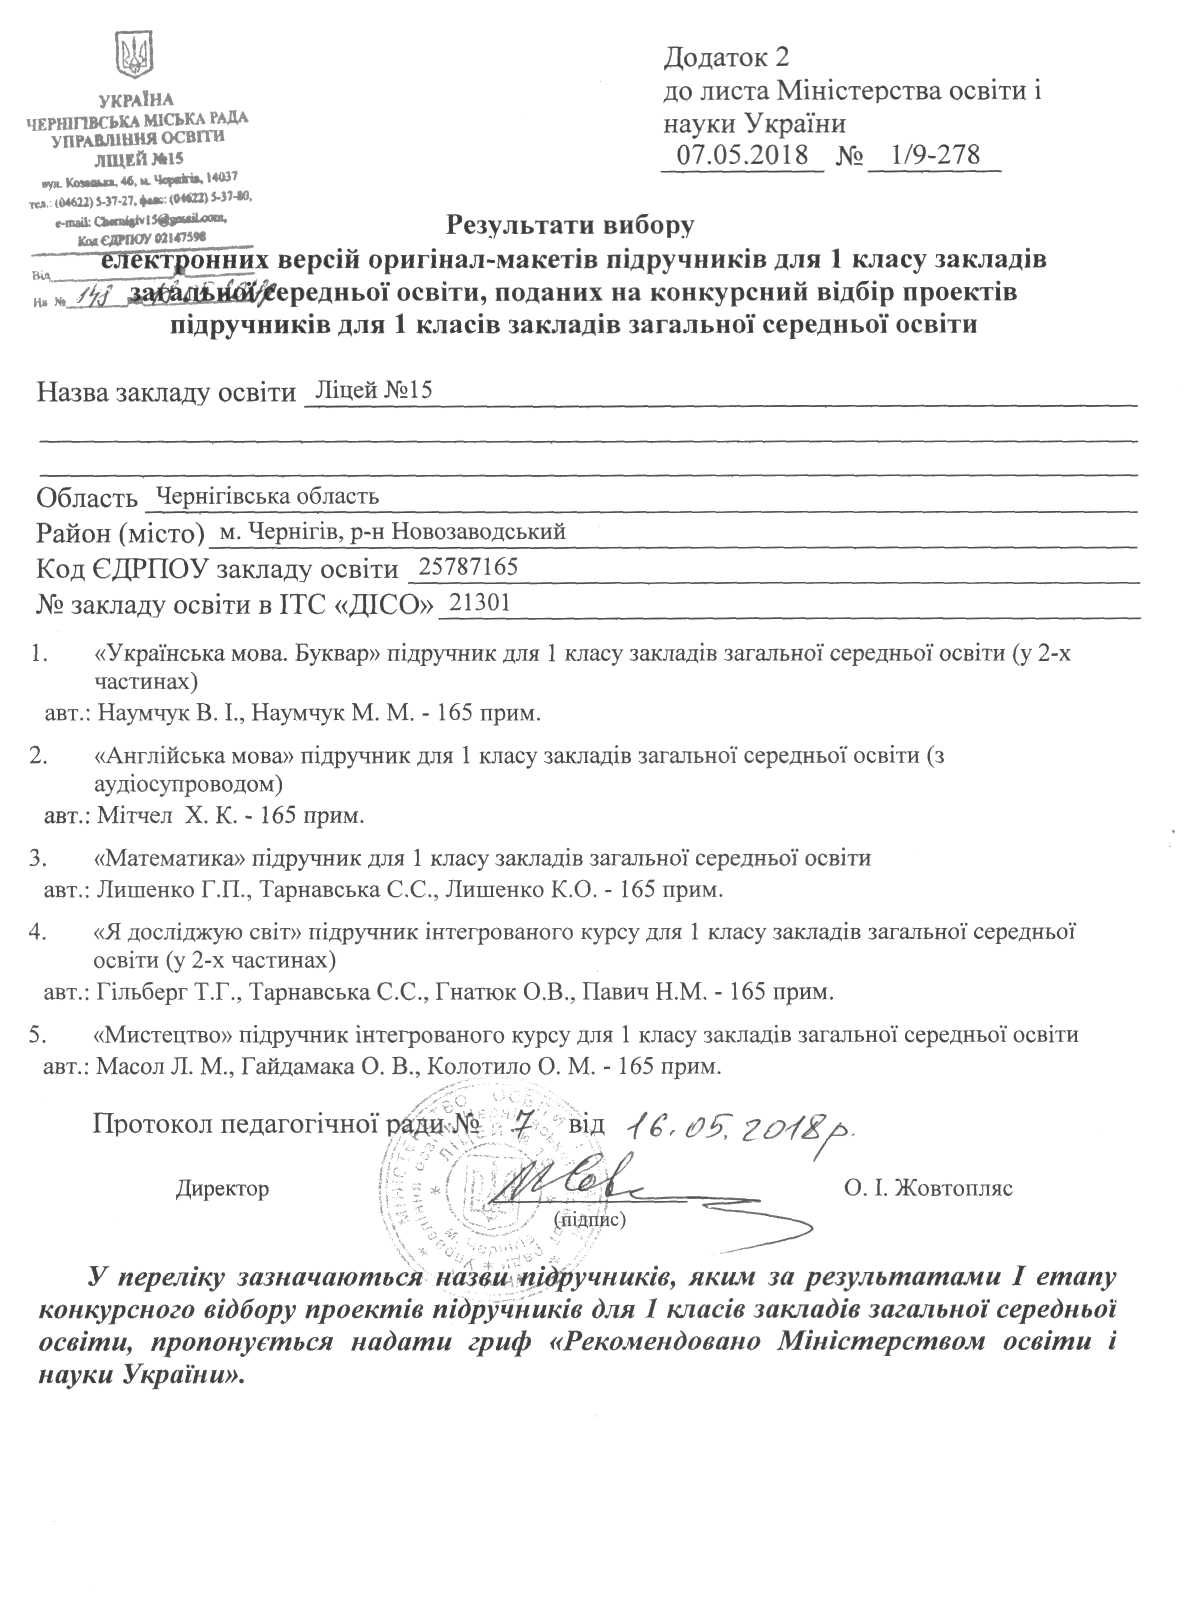 УКРАЇНА
ЧЕРНІГІВСЬКА МІСЬКА РАДА
УПРАВЛІННЯ ОСВІТИ
ЛІЦЕЙ №15
вул. Козацька, 46, м. Чернігів, 14037
тел.: (04622) 5-37-27, факс: (04622) 5-37-80,
e-mail: Chernigiv15@gmail.com,
Код ЄДРПОУ 02147598
Від
На №
Додаток 2
до листа Міністерства освіти і
науки України
07.05.2018 № 1/9-278
Результати вибору
електронних версій оригінал-макетів підручників для 1 класу закладів
загальної середньої освіти, поданих на конкурсний відбір проектів
підручників для 1 класів закладів загальної середньої освіти
Назва закладу освіти Ліцей №15
Область Чернігівська область
Район (місто) м. Чернігів, р-н Новозаводський
Код ЄДРПОУ закладу освіти 25787165
№ закладу освіти в ІТС «ДІСО» 21301
1. «Українська мова. Буквар» підручник для 1 класу закладів загальної середньої освіти (у 2-х
частинах)
авт.: Наумчук В. І., Наумчук М. М. - 165 прим.
2. «Англійська мова» підручник для 1 класу закладів загальної середньої освіти (з
аудіосупроводом)
авт.: Мітчел Х. К. - 165 прим.
3. «Математика» підручник для 1 класу закладів загальної середньої освіти
авт.: Лишенко Г.П., Тарнавська С.С., Лишенко К.О. - 165 прим.
4. «Я досліджую світ» підручник інтегрованого курсу для 1 класу закладів загальної середньої
освіти (у 2-х частинах)
авт.: Гільберг Т.Г., Тарнавська С.С., Гнатюк О.В., Павич Н.М. - 165 прим.
5. «Мистецтво» підручник інтегрованого курсу для 1 класу закладів загальної середньої освіти
авт.: Масол Л. М., Гайдамака О. В., Колотило О. М. - 165 прим.
Протокол педагогічної ради № 7 від 16.05.2018р.
Директор О. І. Жовтопляс
(підпис)
У переліку зазначаються назви підручників, яким за результатами І етапу
конкурсного відбору проектів підручників для 1 класів закладів загальної середньої
освіти, пропонується надати гриф «Рекомендовано Міністерством освіти і
науки України».